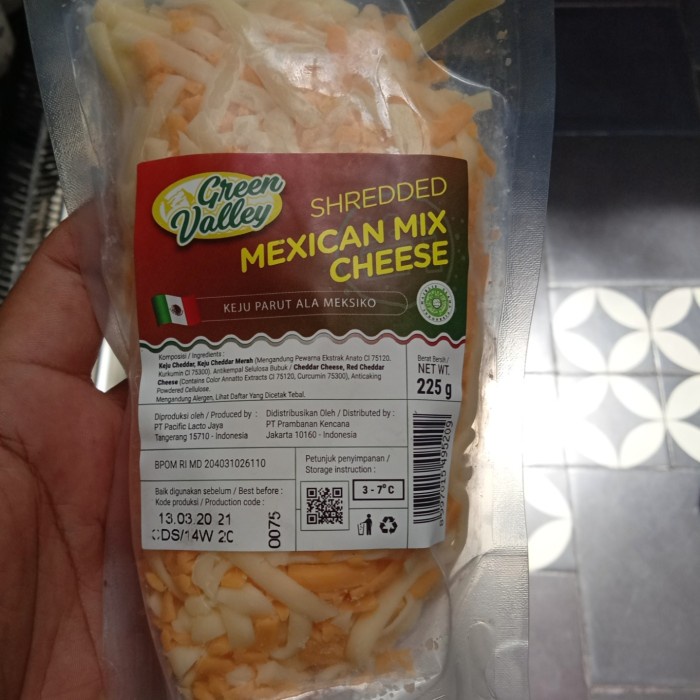 Green
Valley
SHREDDED
MEXICAN MIX
CHEESE
KEJU PARUT ALA MEKSIKO
Komposisi / Ingredients :
Keju Cheddar, Keju Cheddar Merah (Mengandung Pewarna Ekstrak Anato CI 75120,
Kurkumin CI 75300), Antikempal Selulosa Bubuk / Cheddar Cheese, Red Cheddar
Cheese (Contains Color Annatto Extracts CI 75120, Curcumin 75300), Anticaking
Powdered Cellulose.
Mengandung Alergen, Lihat Daftar Yang Dicetak Tebal.
Berat Bersih /
NET WT.
225 g
Diproduksi oleh / Produced by :
PT Pacific Lacto Jaya
Tangerang 15710 - Indonesia
Didistribusikan Oleh / Distributed by :
PT Prambanan Kencana
Jakarta 10160 - Indonesia
BPOM RI MD 204031026110
Petunjuk penyimpanan /
Storage instruction :
3 - 7°C
Baik digunakan sebelum / Best before :
Kode produksi / Production code :
13.03.20 21
DS/14W 2C
0075